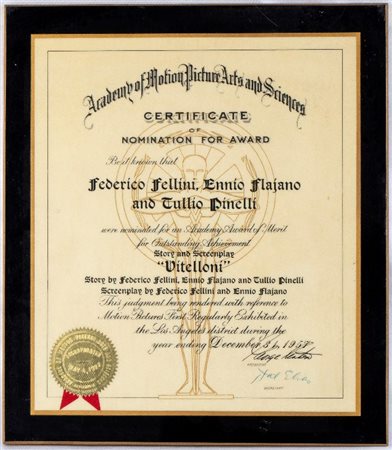 Academy of Motion Picture Arts and Sciences
CERTIFICATE
OF
NOMINATION FOR AWARD
Be it known that
Federico Fellini, Ennio Flajano
and Tullio Pinelli
were nominated for an Academy Award of Merit
for Outstanding Achievement
Story and Screenplay
"Vitelloni"
Story by Federico Fellini, Ennio Flajano and Tullio Pinelli
Screenplay by Federico Fellini and Ennio Flajano
This judgment being rendered with reference to
Motion Pictures First Regularly Exhibited in
the Los Angeles district during the
year ending December 31, 1957
PRESIDENT
SECRETARY